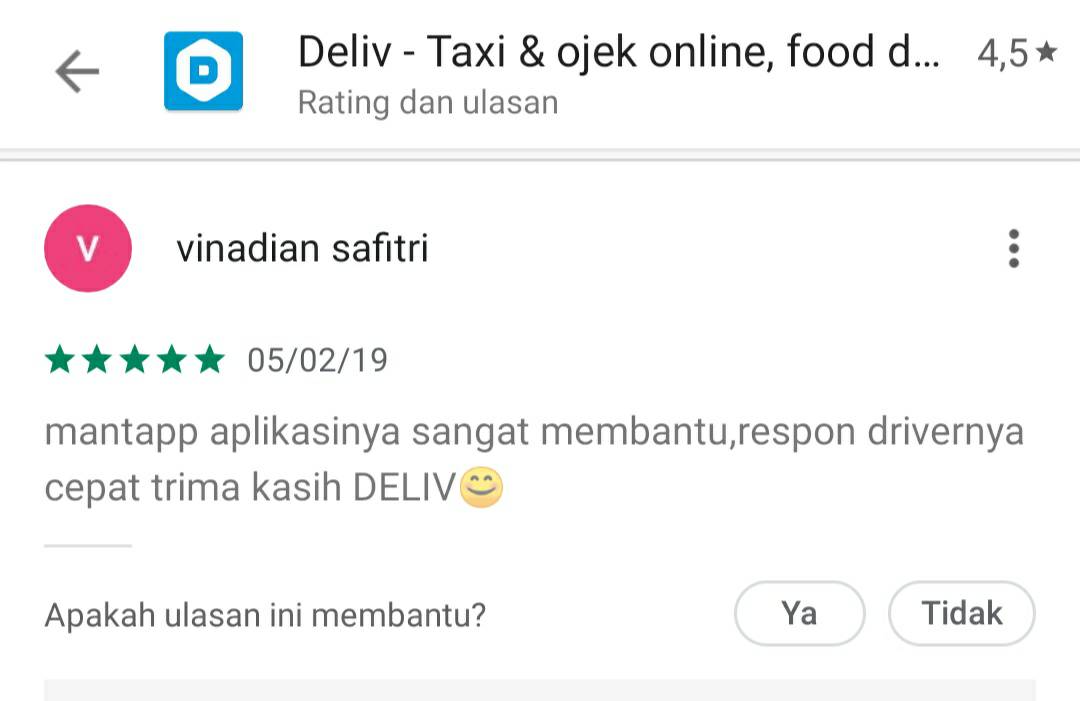 Deliv - Taxi & ojek online, food d... 4,5★
D
Rating dan ulasan
V
vinadian safitri
★★★★★ 05/02/19
mantapp aplikasinya sangat membantu,respon drivernya
cepat trima kasih DELIV😊
Apakah ulasan ini membantu?
Ya
Tidak